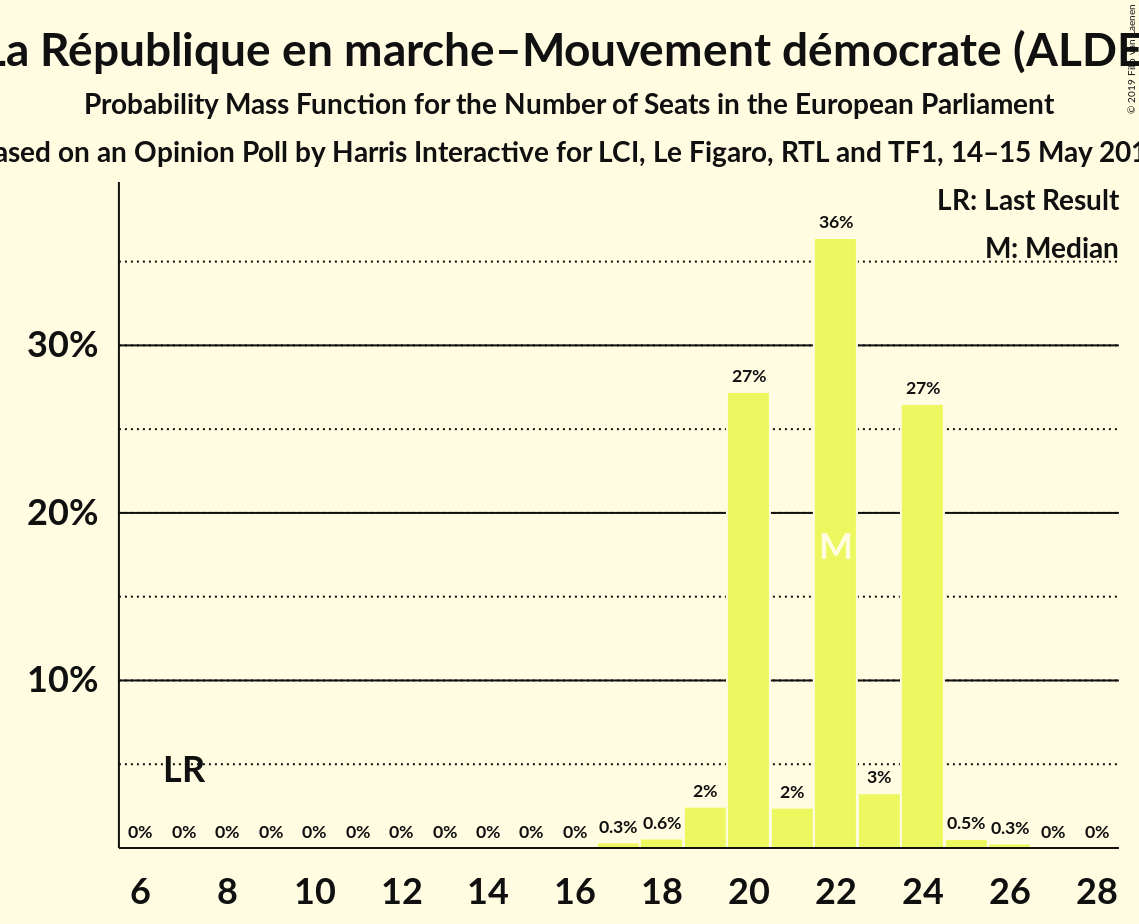 La République en marche–Mouvement démocrate (ALDE
Probability Mass Function for the Number of Seats in the European Parliament
ased on an Opinion Poll by Harris Interactive for LCI, Le Figaro, RTL and TF1, 14–15 May 201
© 2019
LR: Last Result
M: Median
36%
30%
27%
27%
20%
M
10%
LR
0% 0% 0% 0% 0% 0% 0% 0% 0% 0% 0% 0.3% 0.6% 2% 2% 3% 0.5% 0.3% 0% 0%
6 8 10 12 14 16 18 20 22 24 26 28